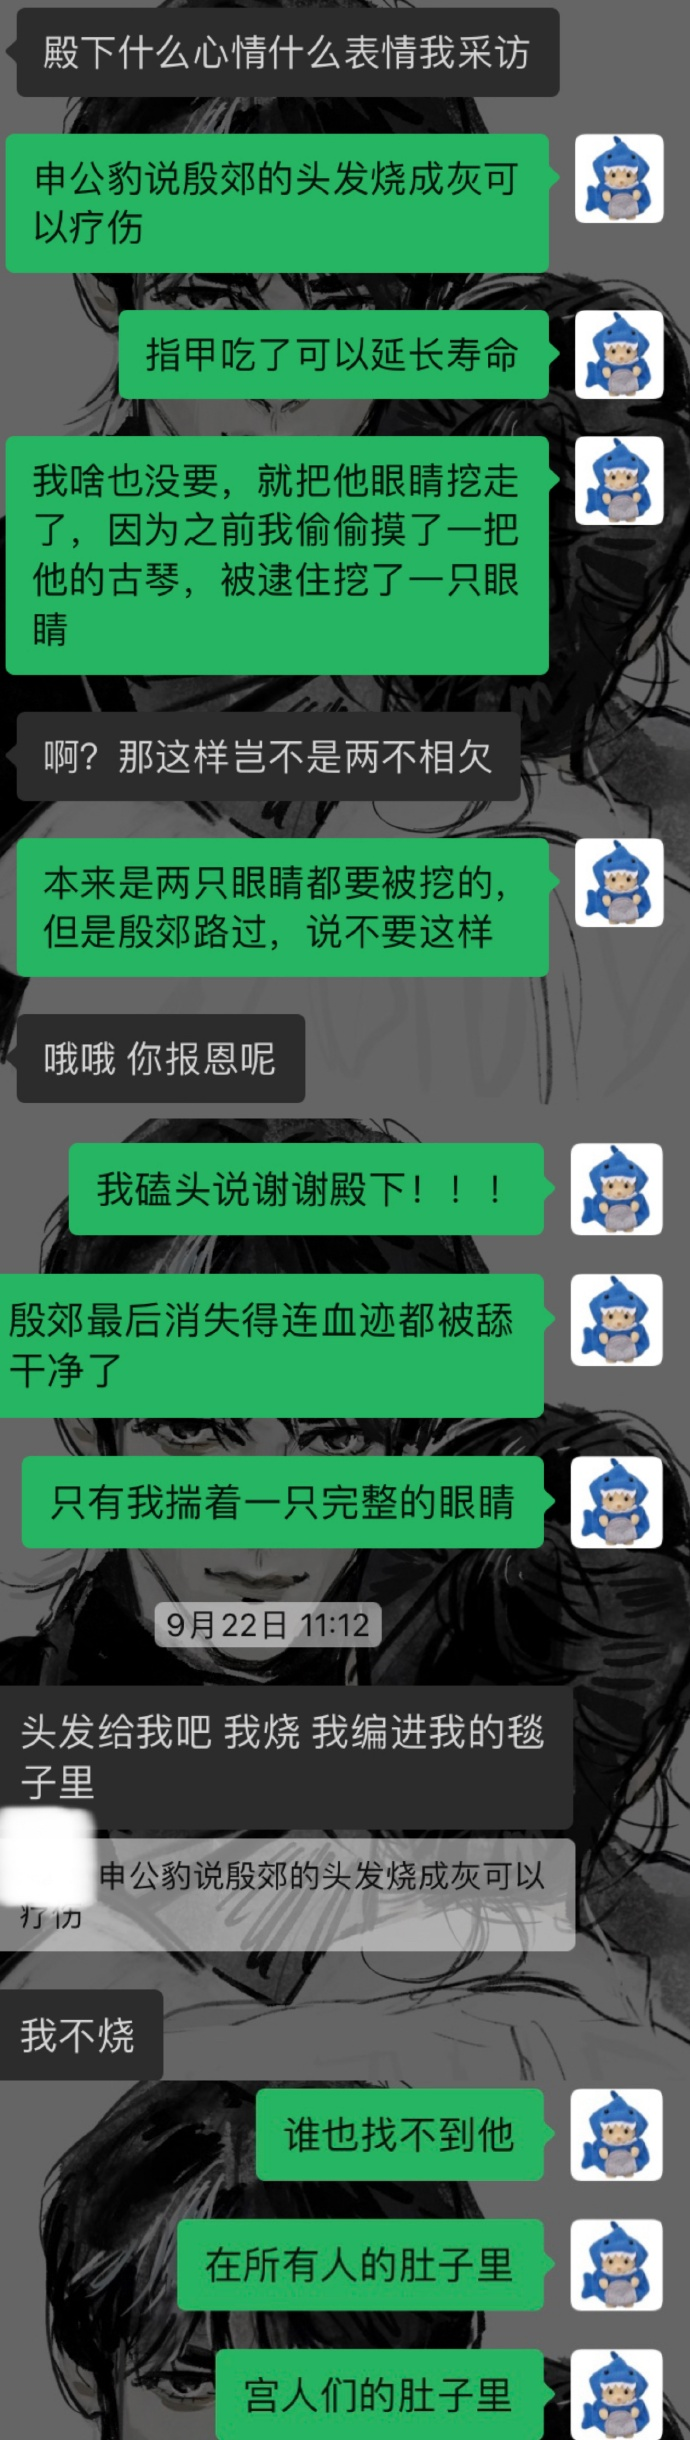 殿下什么心情什么表情我采访
申公豹说殷郊的头发烧成灰可
以疗伤
指甲吃了可以延长寿命
我啥也没要，就把他眼睛挖走
了，因为之前我偷偷摸了一把
他的古琴，被逮住挖了一只眼
睛
啊？那这样岂不是两不相欠
本来是两只眼睛都要被挖的，
但是殷郊路过，说不要这样
哦哦 你报恩呢
我磕头说谢谢殿下！！！
殷郊最后消失得连血迹都被舔
干净了
只有我揣着一只完整的眼睛
9月22日 11:12
头发给我吧 我烧 我编进我的毯
子里
申公豹说殷郊的头发烧成灰可以
疗伤
我不烧
谁也找不到他
在所有人的肚子里
宫人们的肚子里